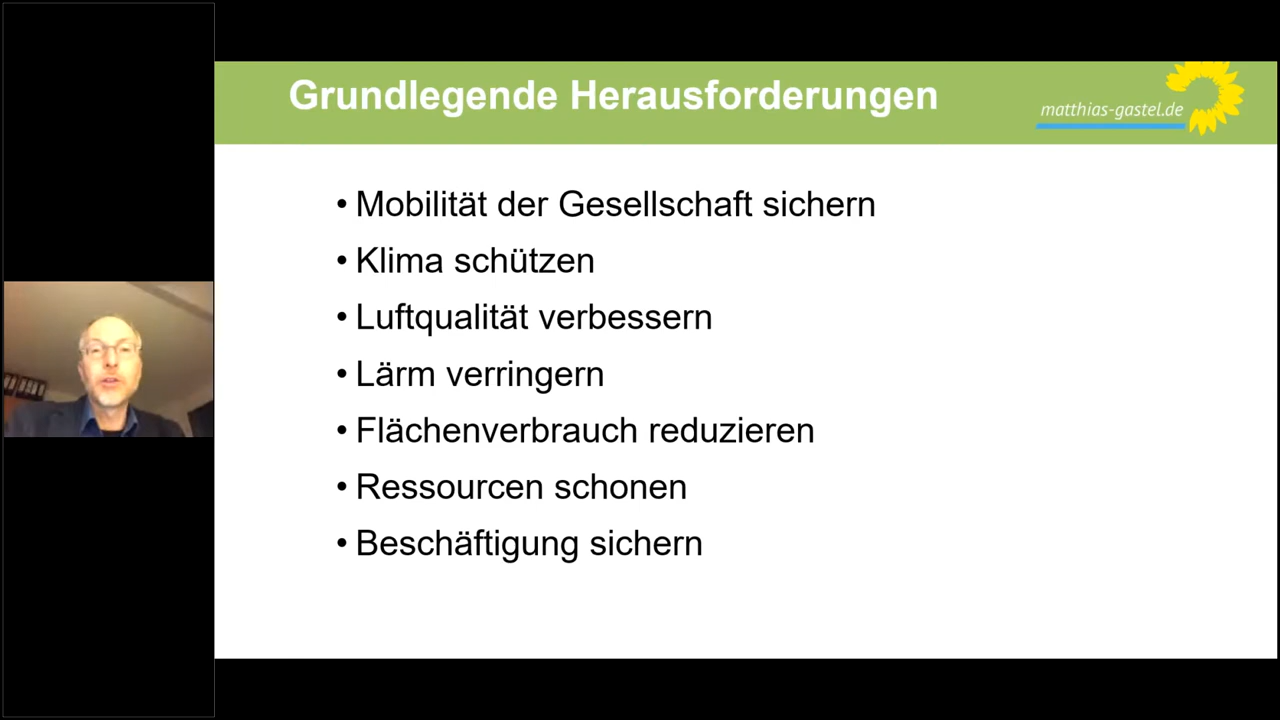 Grundlegende Herausforderungen
matthias-gastel.de
• Mobilität der Gesellschaft sichern
• Klima schützen
• Luftqualität verbessern
• Lärm verringern
• Flächenverbrauch reduzieren
• Ressourcen schonen
• Beschäftigung sichern